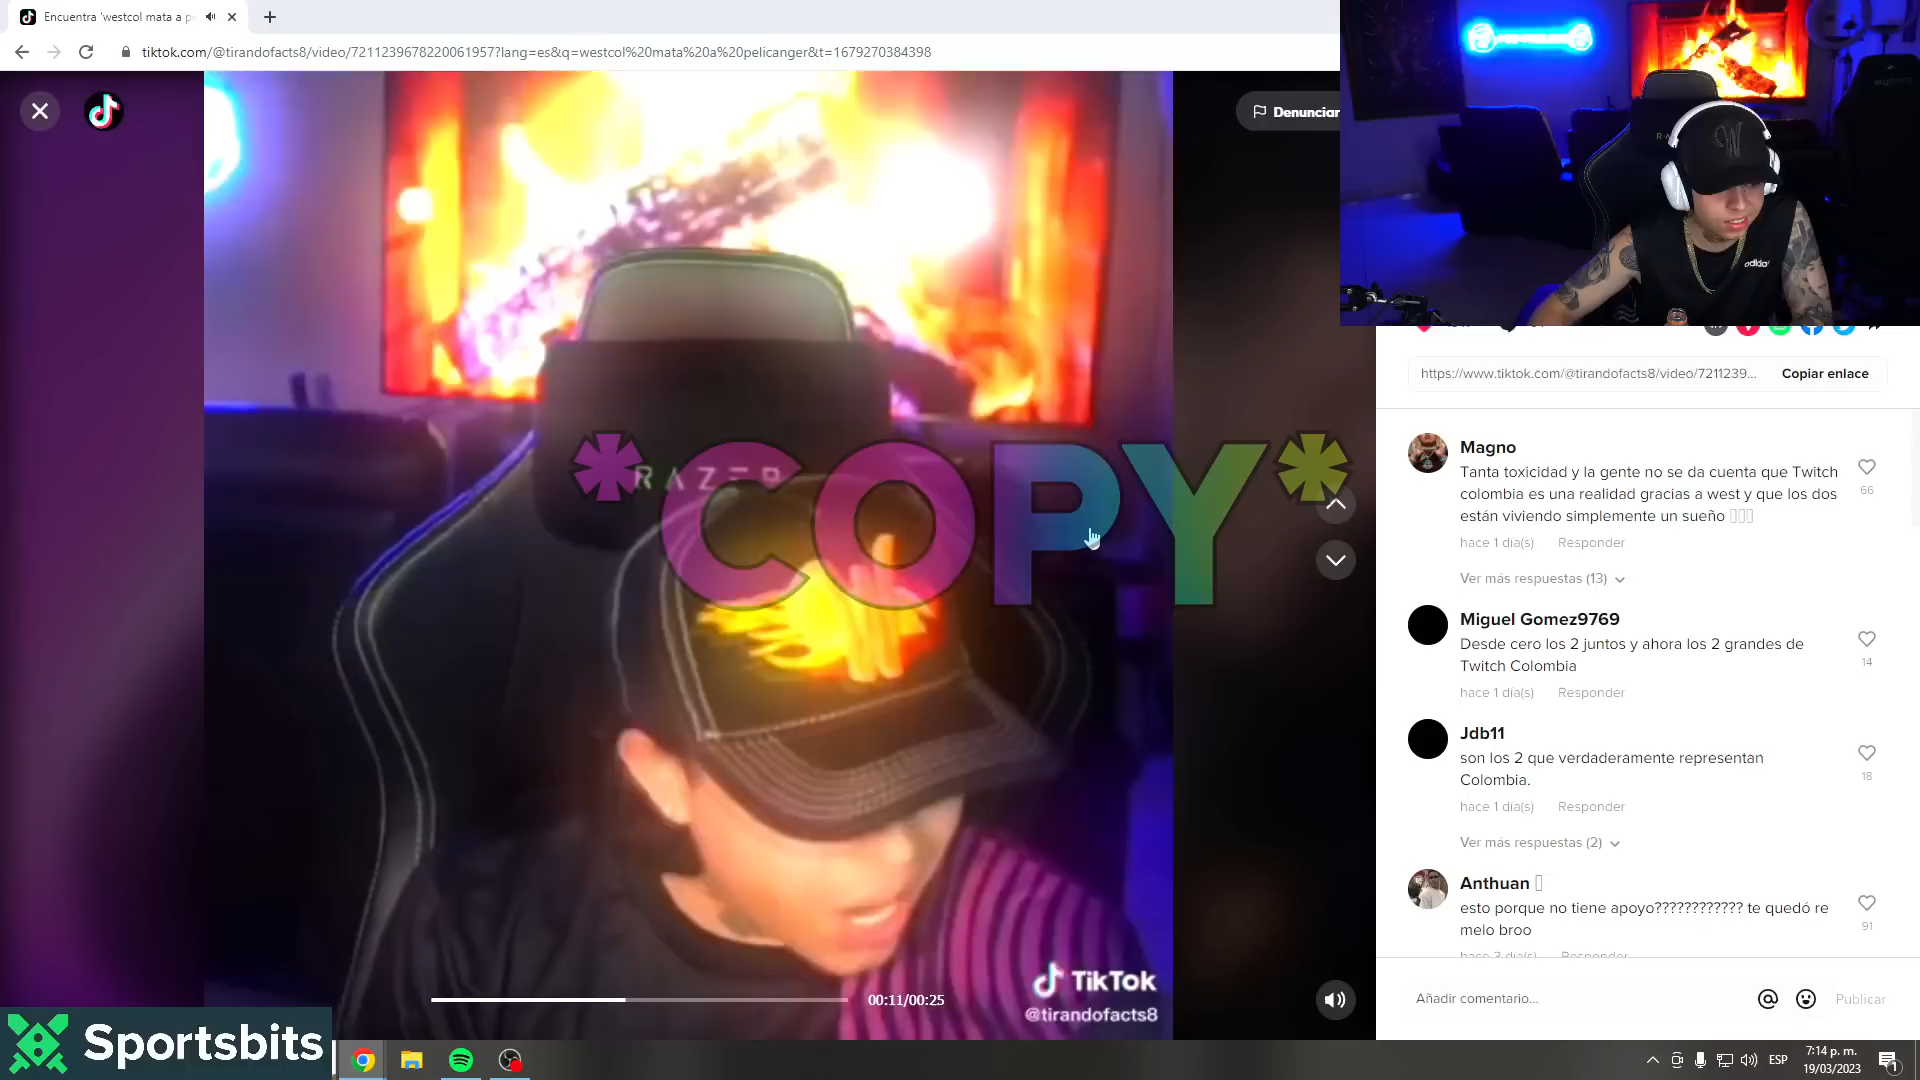 Encuentra 'westcol mata a p
tiktok.com/@tirandofacts8/video/7211239678220061957?lang=es&q=westcol%20mata%20a%20pelicanger&t=1679270384398
Denunciar
adidas
RAZER
*COPY*
https://www.tiktok.com/@tirandofacts8/video/7211239...
Copiar enlace
Magno
Tanta toxicidad y la gente no se da cuenta que Twitch
colombia es una realidad gracias a west y que los dos
están viviendo simplemente un sueño
66
hace 1 día(s) Responder
Ver más respuestas (13)
Miguel Gomez9769
Desde cero los 2 juntos y ahora los 2 grandes de
Twitch Colombia
14
hace 1 día(s) Responder
Jdb11
son los 2 que verdaderamente representan
Colombia.
18
hace 1 día(s) Responder
Ver más respuestas (2)
Anthuan
esto porque no tiene apoyo???????????? te quedó re
melo broo
91
hace 3 día(s) Responder
Añadir comentario...
Publicar
00:11/00:25
TikTok
@tirandofacts8
Sportsbits
ESP
7:14 p. m.
19/03/2023
1